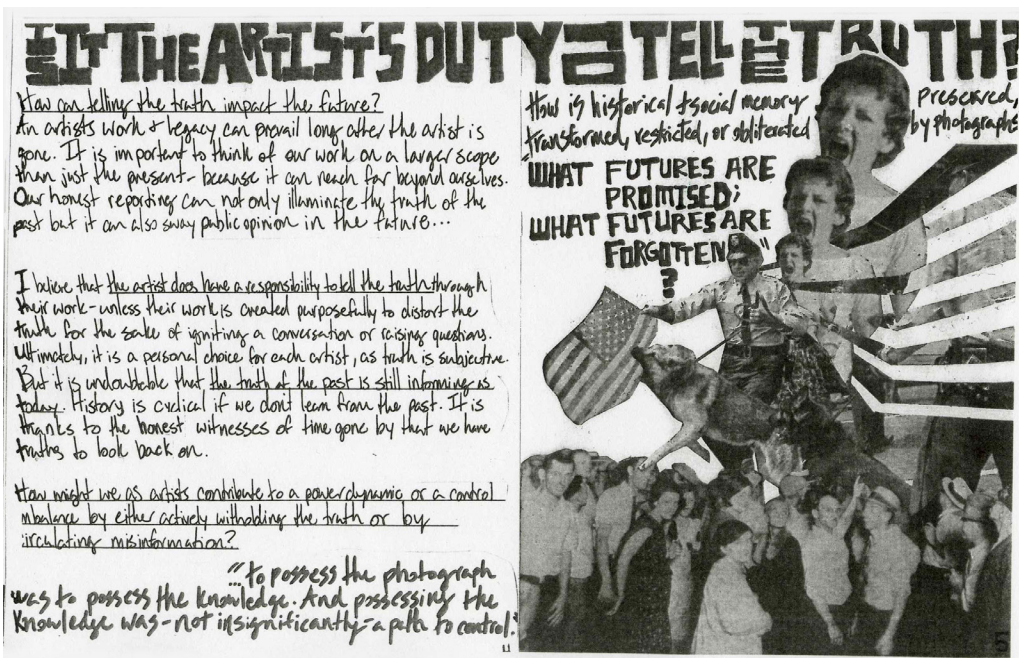 IS IT THE ARTIST'S DUTY TO TELL THE TRUTH?
How can telling the truth impact the future?
An artists work + legacy can prevail long after the artist is
gone. It is important to think of our work on a larger scope
than just the present- because it can reach far beyond ourselves.
Our honest reporting can not only illuminate the truth of the
past but it can also sway public opinion in the future...
I believe that the artist does have a responsibility to tell the truth through
their work-unless their work is created purposefully to distort the
truth for the sake of igniting a conversation or raising questions.
Ultimately, it is a personal choice for each artist, as truth is subjective.
But it is undoubtable that the truth of the past is still informing us
today. History is cyclical if we don't learn from the past. It is
thanks to the honest witnesses of time gone by that we have
truths to look back on.
How might we as artists contribute to a power dynamic or a control
mbalance by either actively witholding the truth or by
irculating misinformation?
"...to possess the photograph
was to possess the knowledge. And possessing the
knowledge was-not insignificantly-a path to control."
"How is historical + social memory preserved,
transformed, restricted, or obliterated by photographs
"WHAT FUTURES ARE
PROMISED;
WHAT FUTURES ARE
FORGOTTEN"
?
5